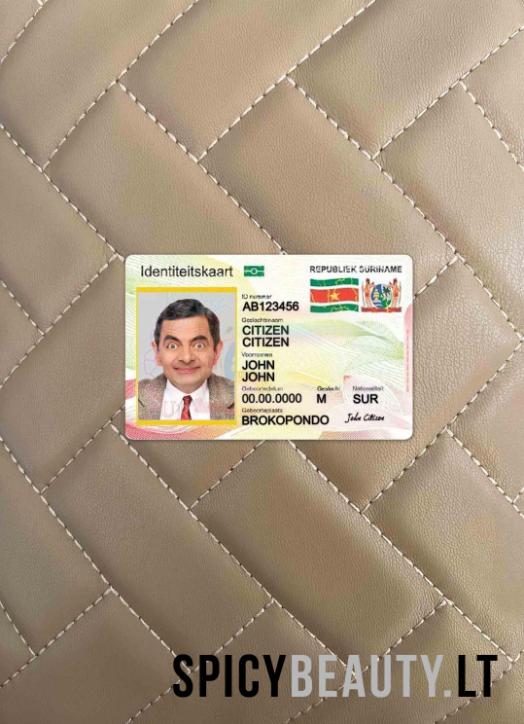 Identiteitskaart
REPUBLIEK SURINAME
ID nummer
AB123456
Geslachtsnaam
CITIZEN
CITIZEN
Voornamen
JOHN
JOHN
Geboortedatum Geslacht Nationaliteit
00.00.0000 M SUR
Geboorteplaats
BROKOPONDO John Citizen
SPICYBEAUTY.LT